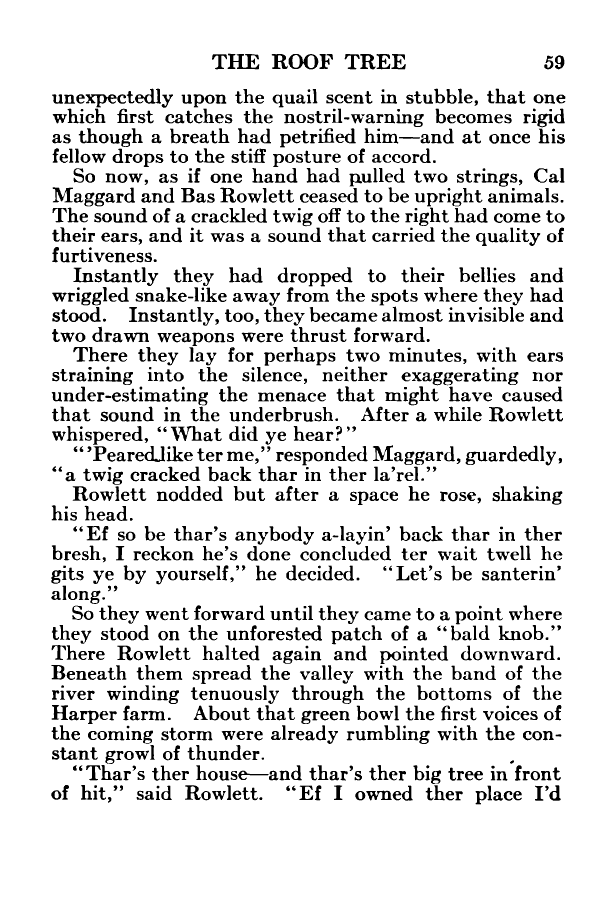 THE ROOF TREE 59
unexpectedly upon the quail scent in stubble, that one
which first catches the nostril-warning becomes rigid
as though a breath had petrified him—and at once his
fellow drops to the stiff posture of accord.
So now, as if one hand had pulled two strings, Cal
Maggard and Bas Rowlett ceased to be upright animals.
The sound of a crackled twig off to the right had come to
their ears, and it was a sound that carried the quality of
furtiveness.
Instantly they had dropped to their bellies and
wriggled snake-like away from the spots where they had
stood. Instantly, too, they became almost invisible and
two drawn weapons were thrust forward.
There they lay for perhaps two minutes, with ears
straining into the silence, neither exaggerating nor
under-estimating the menace that might have caused
that sound in the underbrush. After a while Rowlett
whispered, "What did ye hear?"
"'Peared like ter me," responded Maggard, guardedly,
"a twig cracked back thar in ther la'rel."
Rowlett nodded but after a space he rose, shaking
his head.
"Ef so be thar's anybody a-layin' back thar in ther
bresh, I reckon he's done concluded ter wait twell he
gits ye by yourself," he decided. "Let's be santerin'
along."
So they went forward until they came to a point where
they stood on the unforested patch of a "bald knob."
There Rowlett halted again and pointed downward.
Beneath them spread the valley with the band of the
river winding tenuously through the bottoms of the
Harper farm. About that green bowl the first voices of
the coming storm were already rumbling with the con-
stant growl of thunder.
"Thar's ther house—and thar's ther big tree in front
of hit," said Rowlett. "Ef I owned ther place I'd